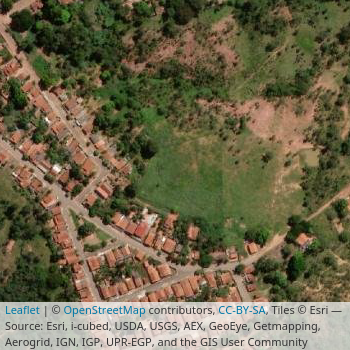 Leaflet | © OpenStreetMap contributors, CC-BY-SA, Tiles © Esri —
Source: Esri, i-cubed, USDA, USGS, AEX, GeoEye, Getmapping,
Aerogrid, IGN, IGP, UPR-EGP, and the GIS User Community